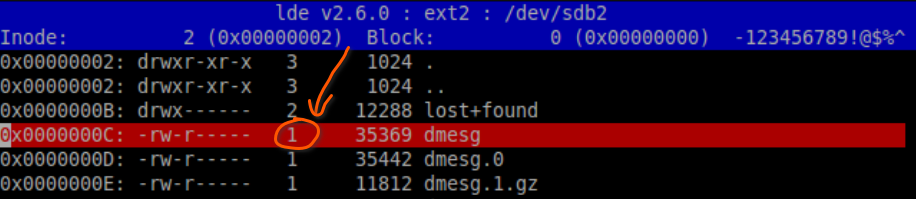 lde v2.6.0 : ext2 : /dev/sdb2
Inode: 2 (0x00000002) Block: 0 (0x00000000) -123456789!@$%^
0x00000002: drwxr-xr-x 3 1024 .
0x00000002: drwxr-xr-x 3 1024 ..
0x0000000B: drwx------ 2 12288 lost+found
0x0000000C: -rw-r----- 1 35369 dmesg
0x0000000D: -rw-r----- 1 35442 dmesg.0
0x0000000E: -rw-r----- 1 11812 dmesg.1.gz